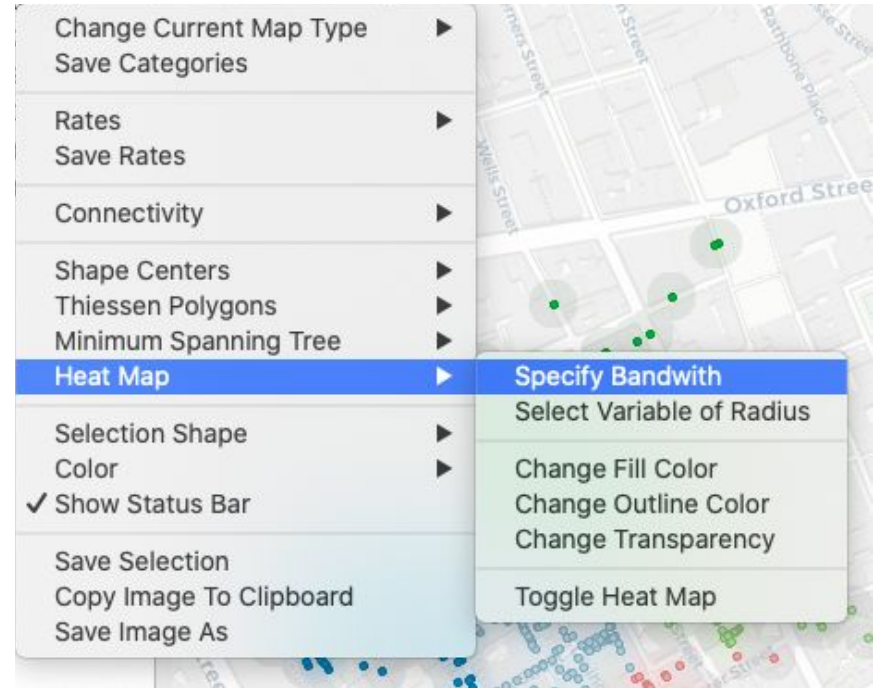 Change Current Map Type
Save Categories
Rates
Save Rates
Connectivity
Shape Centers
Thiessen Polygons
Minimum Spanning Tree
Heat Map
Selection Shape
Color
✓ Show Status Bar
Save Selection
Copy Image To Clipboard
Save Image As
Specify Bandwith
Select Variable of Radius
Change Fill Color
Change Outline Color
Change Transparency
Toggle Heat Map
Wells Street
Rathbone Place
Oxford Stree